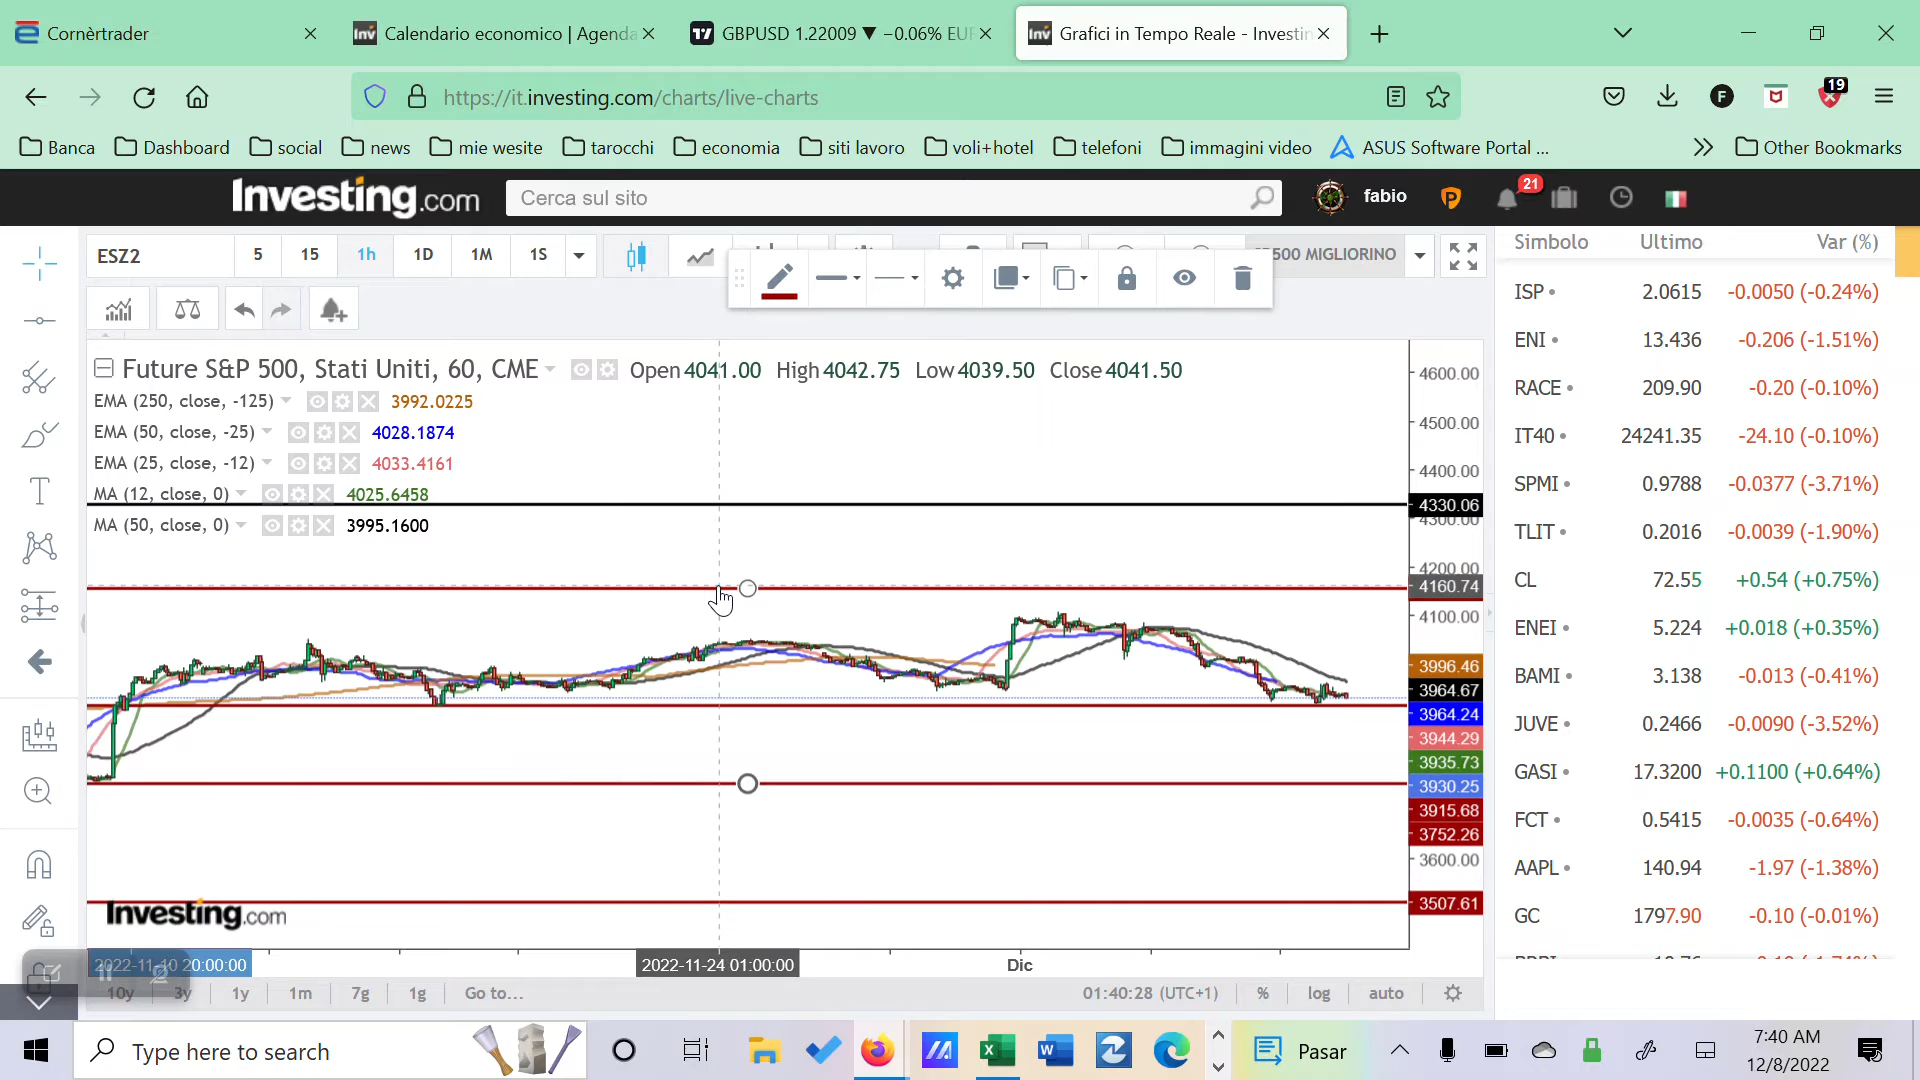 Cornèrtrader
Calendario economico | Agenda
GBPUSD 1.22009 ▼ −0.06% EUR
Grafici in Tempo Reale - Investin
https://it.investing.com/charts/live-charts
19
Banca
Dashboard
social
news
mie wesite
tarocchi
economia
siti lavoro
voli+hotel
telefoni
immagini video
ASUS Software Portal ...
Other Bookmarks
Investing.com
Cerca sul sito
fabio
21
ESZ2
5
15
1h
1D
1M
1S
500 MIGLIORINO
Future S&P 500, Stati Uniti, 60, CME
Open 4041.00 High 4042.75 Low 4039.50 Close 4041.50
EMA (250, close, -125) 3992.0225
EMA (50, close, -25) 4028.1874
EMA (25, close, -12) 4033.4161
MA (12, close, 0) 4025.6458
MA (50, close, 0) 3995.1600
4600.00
4500.00
4400.00
4330.06
4300.00
4200.00
4160.74
4100.00
3996.46
3964.67
3964.24
3944.29
3935.73
3930.25
3915.68
3752.26
3600.00
3507.61
Investing.com
2022-11-10 20:00:00
2022-11-24 01:00:00
Dic
10y
3y
1y
1m
7g
1g
Go to...
01:40:28 (UTC+1)
%
log
auto
Simbolo Ultimo Var (%)
ISP 2.0615 -0.0050 (-0.24%)
ENI 13.436 -0.206 (-1.51%)
RACE 209.90 -0.20 (-0.10%)
IT40 24241.35 -24.10 (-0.10%)
SPMI 0.9788 -0.0377 (-3.71%)
TLIT 0.2016 -0.0039 (-1.90%)
CL 72.55 +0.54 (+0.75%)
ENEI 5.224 +0.018 (+0.35%)
BAMI 3.138 -0.013 (-0.41%)
JUVE 0.2466 -0.0090 (-3.52%)
GASI 17.3200 +0.1100 (+0.64%)
FCT 0.5415 -0.0035 (-0.64%)
AAPL 140.94 -1.97 (-1.38%)
GC 1797.90 -0.10 (-0.01%)
Type here to search
Pasar
7:40 AM
12/8/2022